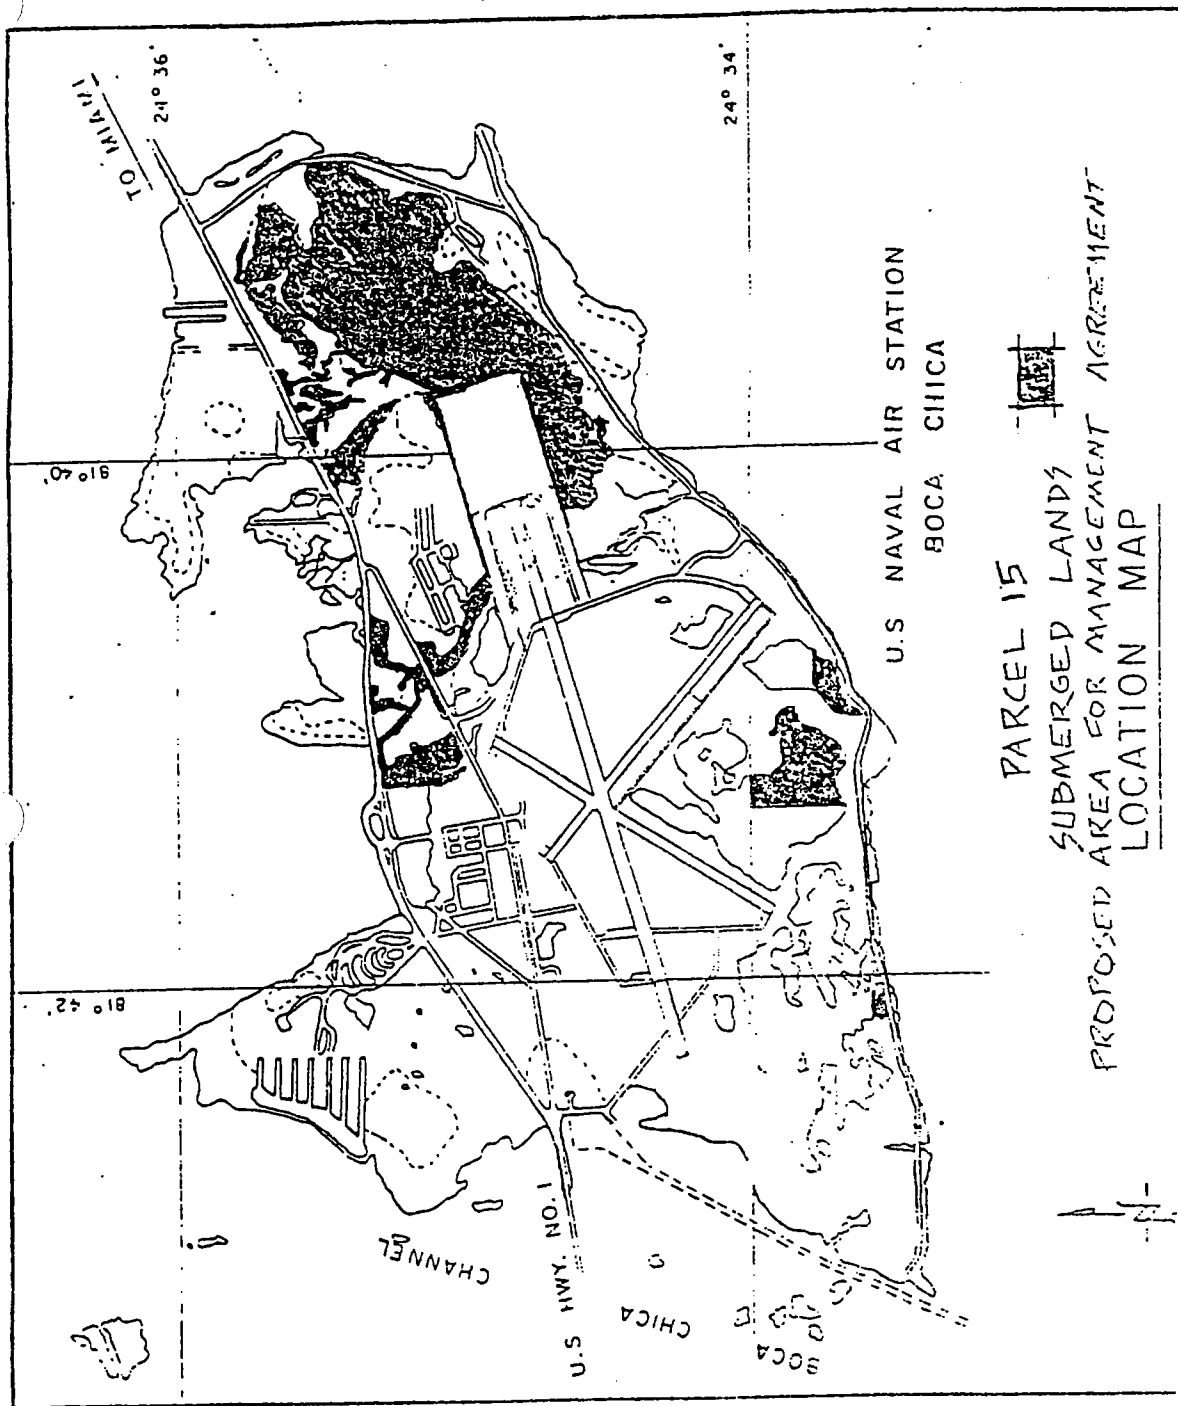 TO MIAMI
24° 36'
24° 34'
81° 40'
81° 42'
U.S HWY. NO. 1
BOCA
CHICA
CHANNEL
U.S NAVAL AIR STATION
BOCA CHICA
PARCEL 15
SUBMERGED LANDS
PROPOSED AREA FOR MANAGEMENT AGREEMENT
LOCATION MAP